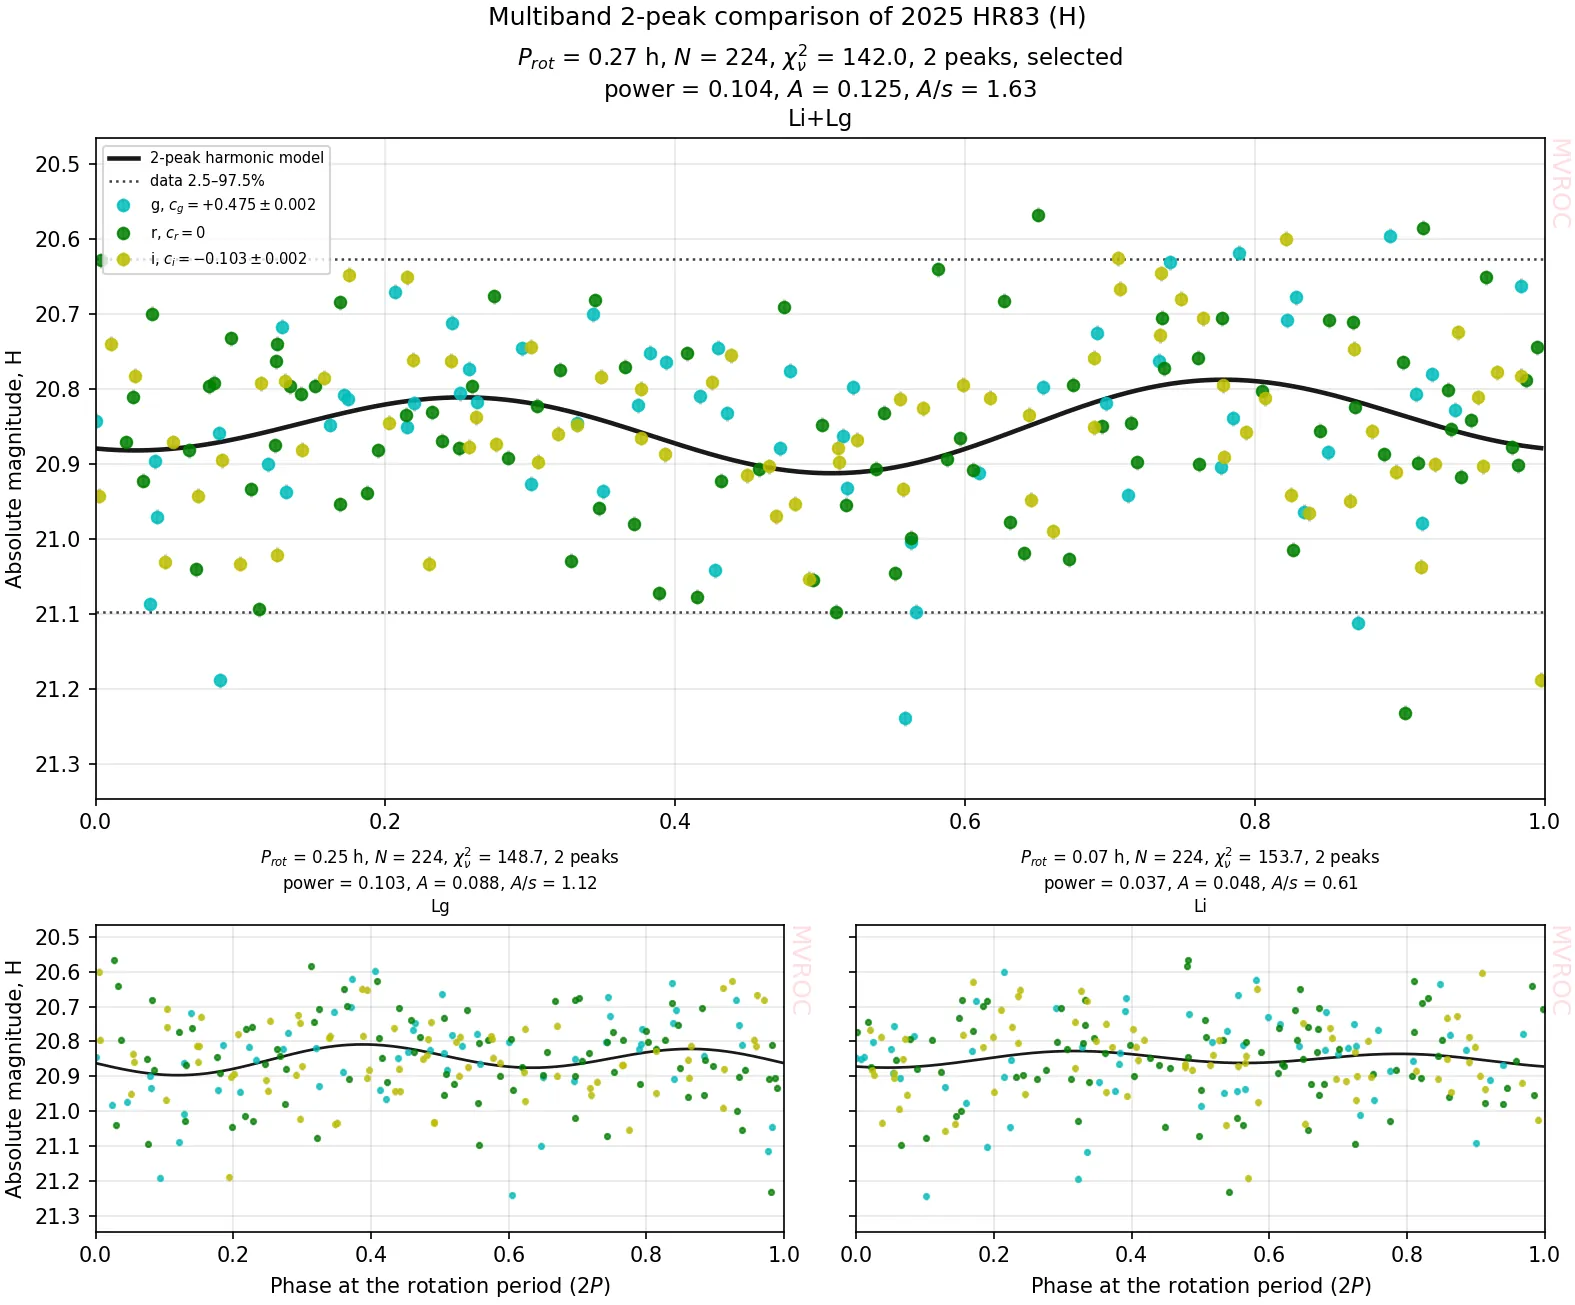 Multiband 2-peak comparison of 2025 HR83 (H)
P_rot = 0.27 h, N = 224, χ²_ν = 142.0, 2 peaks, selected
power = 0.104, A = 0.125, A/s = 1.63
Li+Lg
2-peak harmonic model
data 2.5–97.5%
g, c_g = +0.475 ± 0.002
r, c_r = 0
i, c_i = −0.103 ± 0.002
MVROC
Absolute magnitude, H
20.5
20.6
20.7
20.8
20.9
21.0
21.1
21.2
21.3
0.0 0.2 0.4 0.6 0.8 1.0
P_rot = 0.25 h, N = 224, χ²_ν = 148.7, 2 peaks
power = 0.103, A = 0.088, A/s = 1.12
Lg
MVROC
Absolute magnitude, H
20.5
20.6
20.7
20.8
20.9
21.0
21.1
21.2
21.3
0.0 0.2 0.4 0.6 0.8 1.0
Phase at the rotation period (2P)
P_rot = 0.07 h, N = 224, χ²_ν = 153.7, 2 peaks
power = 0.037, A = 0.048, A/s = 0.61
Li
MVROC
0.0 0.2 0.4 0.6 0.8 1.0
Phase at the rotation period (2P)